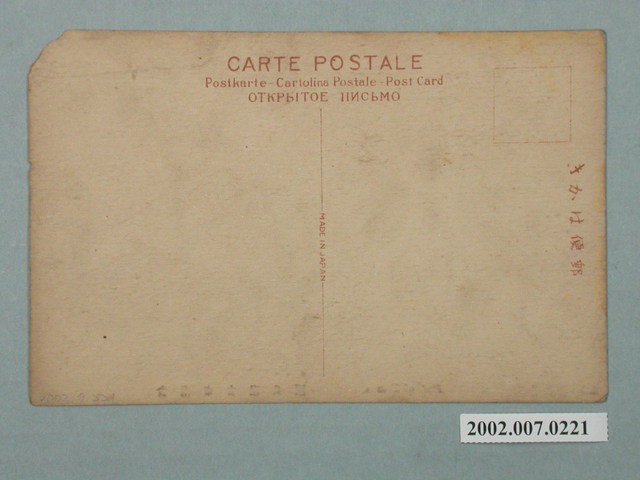 CARTE POSTALE
Postkarte - Cartolina Postale - Post Card
ОТКРЫТОЕ ПИСЬМО
MADE IN JAPAN
きかは便郵
2002.007.0221